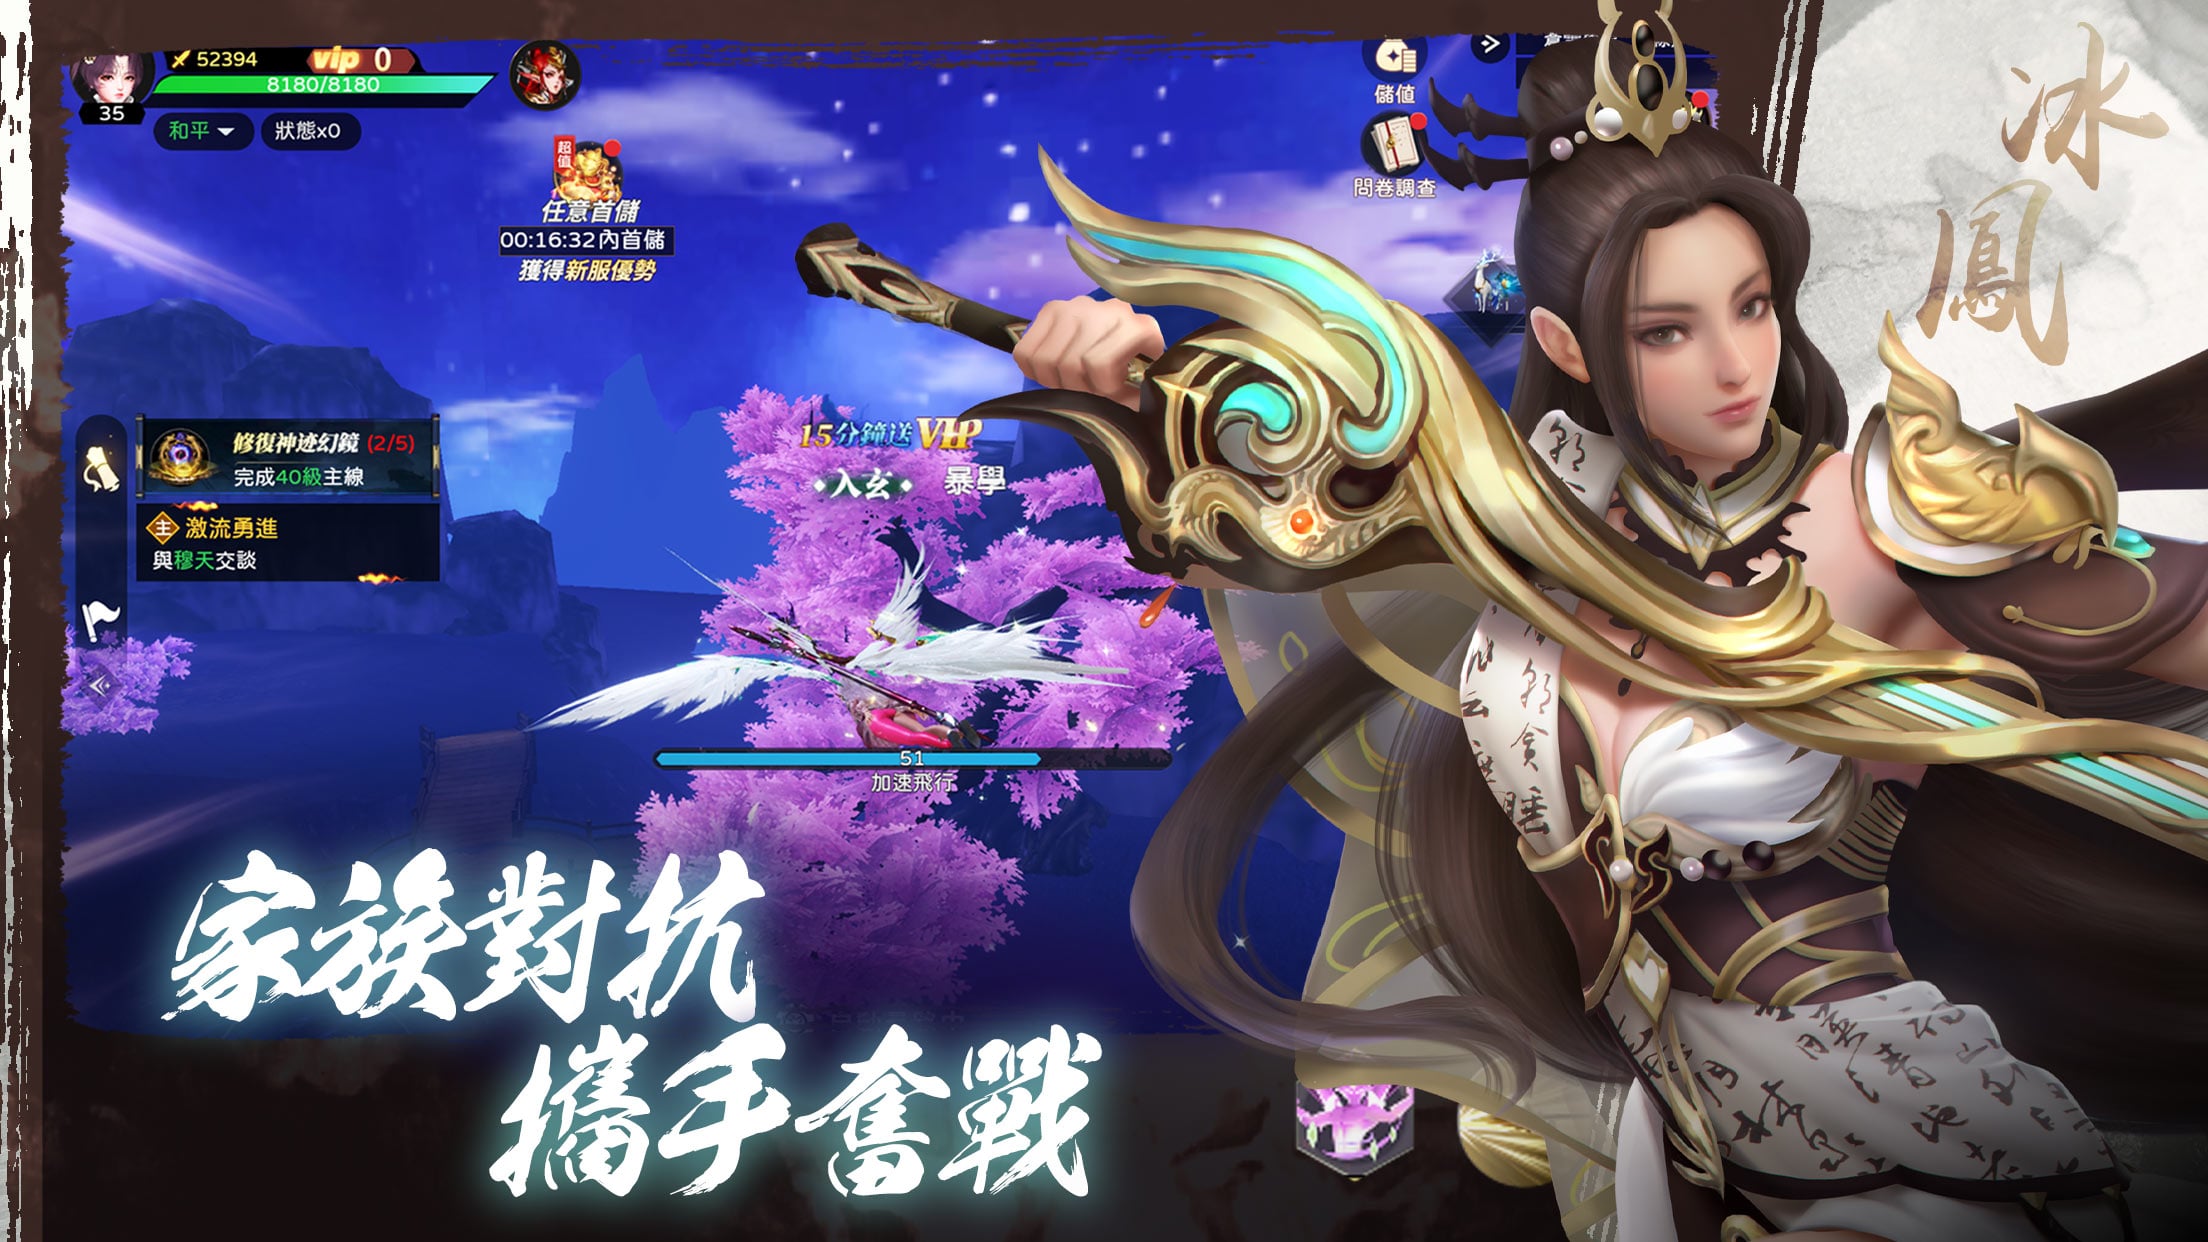 52394
vip 0
8180/8180
35
和平
狀態x0
超值
任意首儲
00:16:32內首儲
獲得新服優勢
儲值
問卷調查
冰鳳
修復神迹幻鏡 (2/5)
完成40級主線
主 激流勇進
與穆天交談
15分鐘送VIP
入玄 暴學
51
加速飛行
家族對抗
攜手奮戰